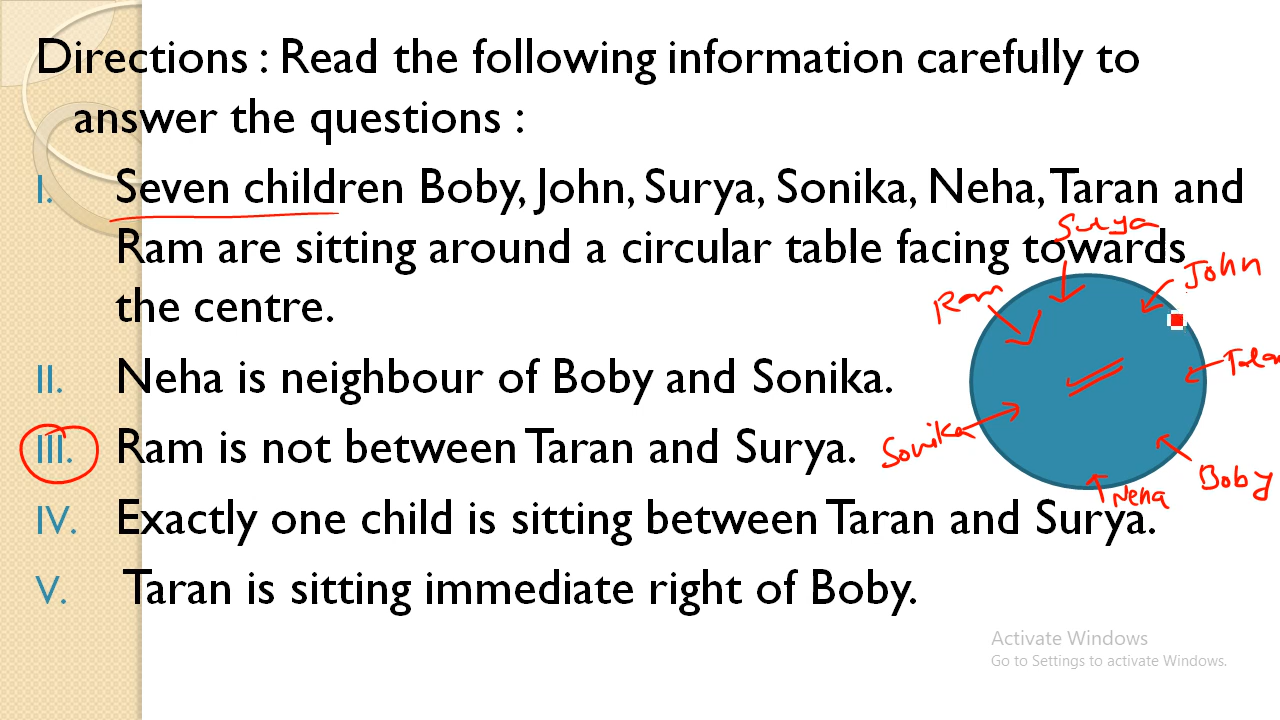 Directions : Read the following information carefully to
answer the questions :
I. Seven children Boby, John, Surya, Sonika, Neha, Taran and
Ram are sitting around a circular table facing towards
the centre.
II. Neha is neighbour of Boby and Sonika.
III. Ram is not between Taran and Surya.
IV. Exactly one child is sitting between Taran and Surya.
V. Taran is sitting immediate right of Boby.
Surya
John
Ram
Sonika
Boby
Neha
Activate Windows
Go to Settings to activate Windows.